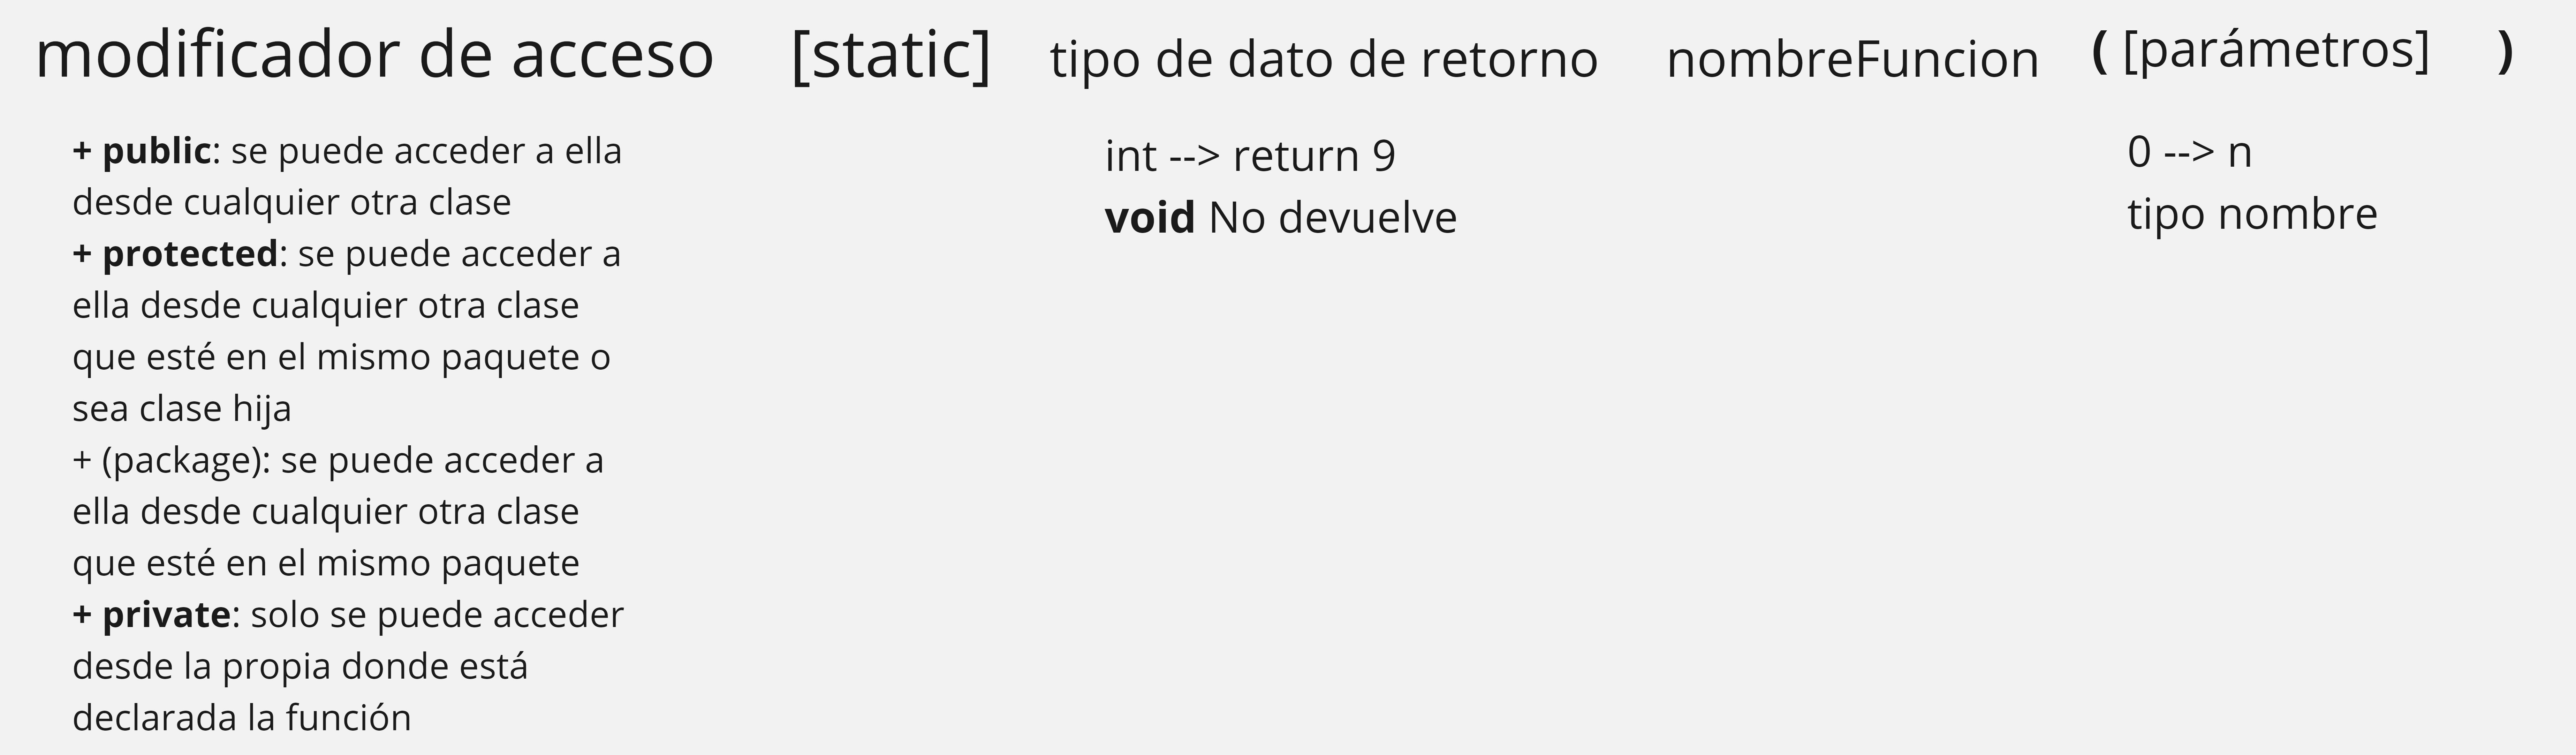 modificador de acceso [static] tipo de dato de retorno nombreFuncion ( [parámetros] )
+ public: se puede acceder a ella
desde cualquier otra clase
+ protected: se puede acceder a
ella desde cualquier otra clase
que esté en el mismo paquete o
sea clase hija
+ (package): se puede acceder a
ella desde cualquier otra clase
que esté en el mismo paquete
+ private: solo se puede acceder
desde la propia donde está
declarada la función
int --> return 9
void No devuelve
0 --> n
tipo nombre